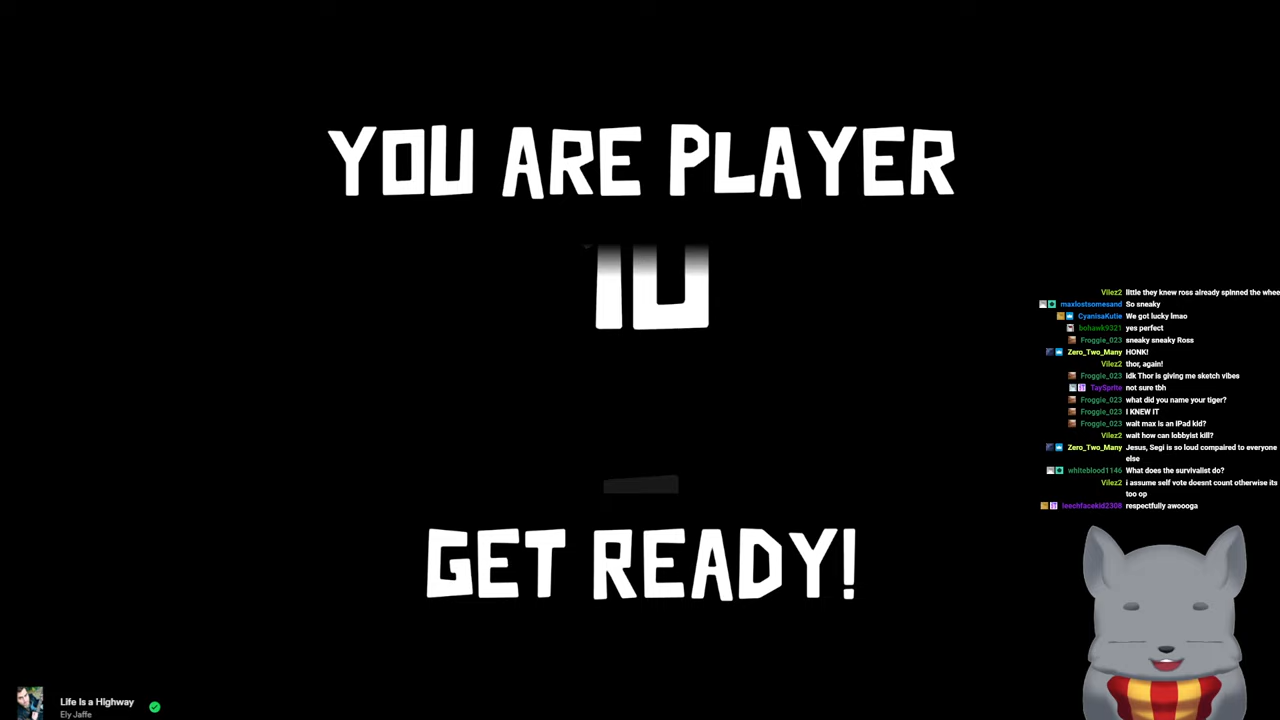 YOU ARE PLAYER
10
GET READY!
Vilez2 little they knew ross already spinned the whee
maxlostsomesand So sneaky
CyanisaKutie We got lucky lmao
bohawk9321 yes perfect
Froggie_023 sneaky sneaky Ross
Zero_Two_Many HONK!
Vilez2 thor, again!
Froggie_023 idk Thor is giving me sketch vibes
TaySprite not sure tbh
Froggie_023 what did you name your tiger?
Froggie_023 I KNEW IT
Froggie_023 wait max is an IPad kid?
Vilez2 wait how can lobbyist kill?
Zero_Two_Many Jesus, Segi is so loud compaired to everyone
else
whiteblood1146 What does the survivalist do?
Vilez2 i assume self vote doesnt count otherwise its
too op
leechfacekid2308 respectfully awoooga
Life Is a Highway
Ely Jaffe